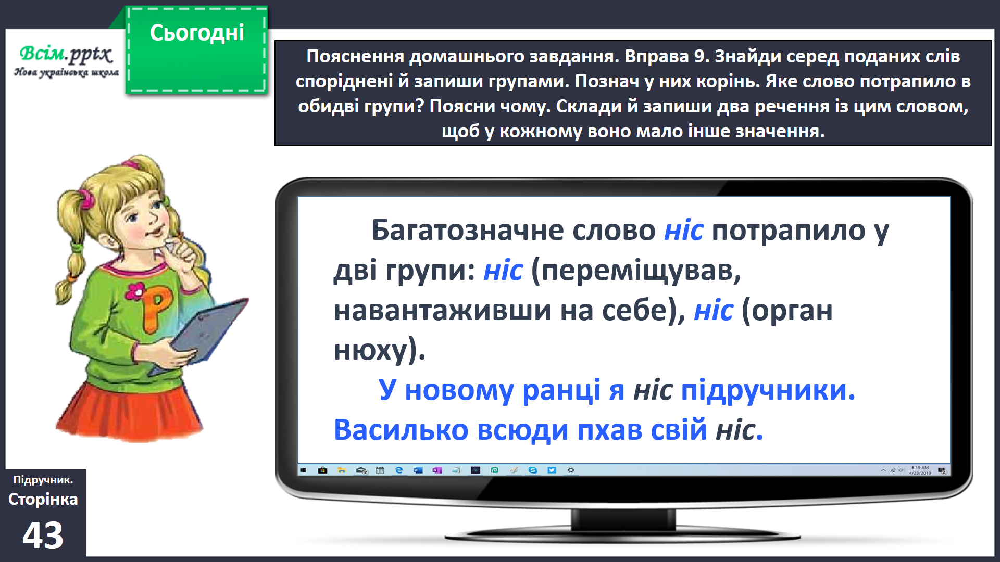 Сьогодні
Всім.pptx
Нова українська школа
Пояснення домашнього завдання. Вправа 9. Знайди серед поданих слів
споріднені й запиши групами. Познач у них корінь. Яке слово потрапило в
обидві групи? Поясни чому. Склади й запиши два речення із цим словом,
щоб у кожному воно мало інше значення.
Багатозначне слово ніс потрапило у
дві групи: ніс (переміщував,
навантаживши на себе), ніс (орган
нюху).
У новому ранці я ніс підручники.
Василько всюди пхав свій ніс.
8:19 AM
4/23/2019
Підручник.
Сторінка
43